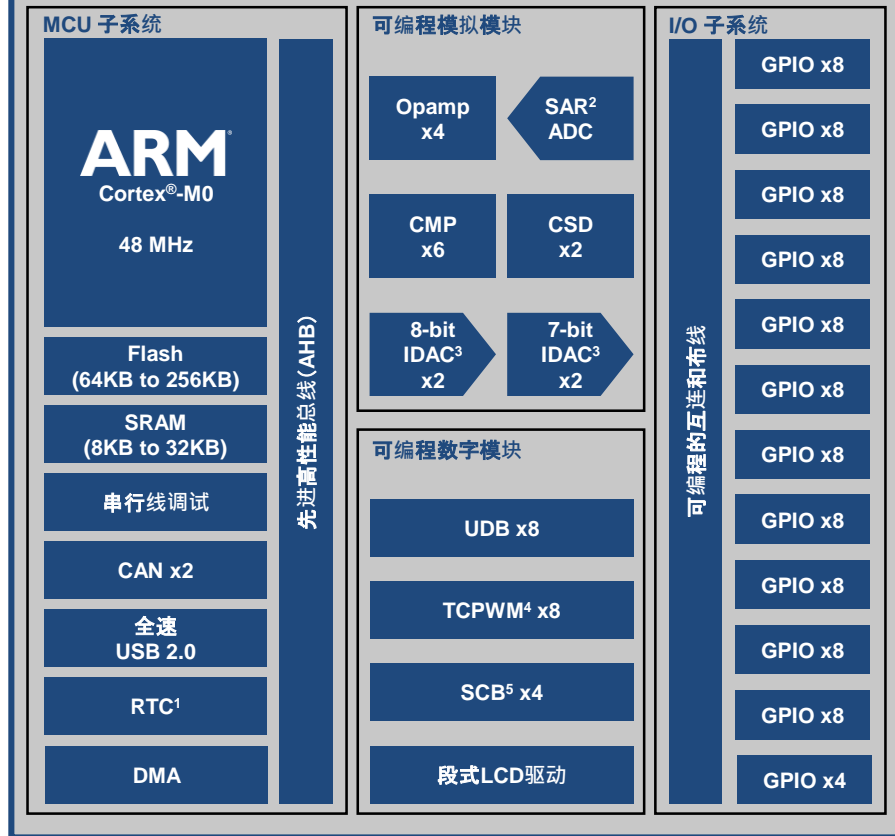 MCU 子系统
ARM®
Cortex®-M0
48 MHz
Flash
(64KB to 256KB)
SRAM
(8KB to 32KB)
串行线调试
CAN x2
全速
USB 2.0
RTC¹
DMA
先进高性能总线(AHB)
可编程模拟模块
Opamp
x4
SAR²
ADC
CMP
x6
CSD
x2
8-bit
IDAC³
x2
7-bit
IDAC³
x2
可编程数字模块
UDB x8
TCPWM⁴ x8
SCB⁵ x4
段式LCD驱动
I/O 子系统
可编程的互连和布线
GPIO x8
GPIO x8
GPIO x8
GPIO x8
GPIO x8
GPIO x8
GPIO x8
GPIO x8
GPIO x8
GPIO x8
GPIO x8
GPIO x4